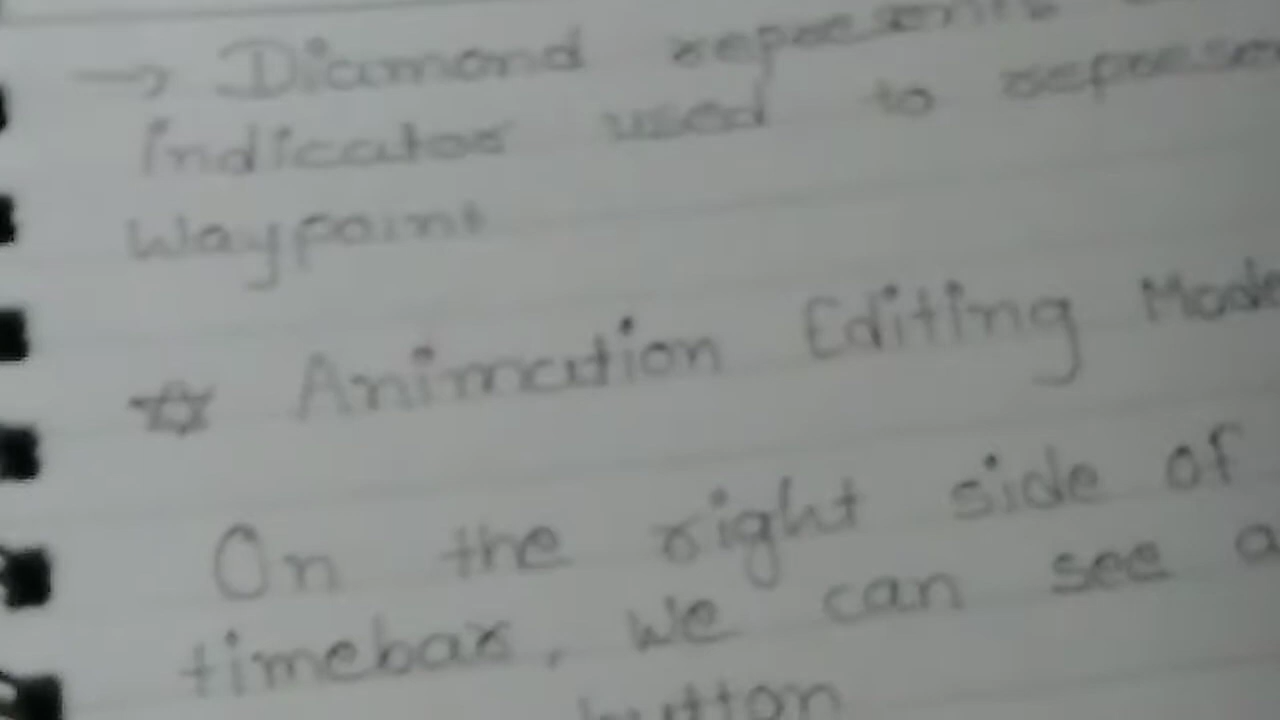 → Diamond represents
indicator used to represen
Waypoint
☆ Animation Editing Mode
On the right side of
timebar, we can see a
button